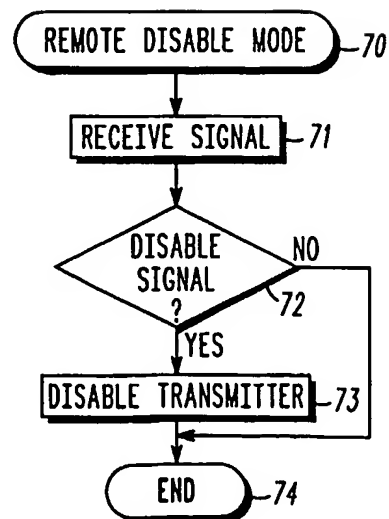 REMOTE DISABLE MODE 70
RECEIVE SIGNAL 71
DISABLE
SIGNAL
?
NO
72
YES
DISABLE TRANSMITTER 73
END 74